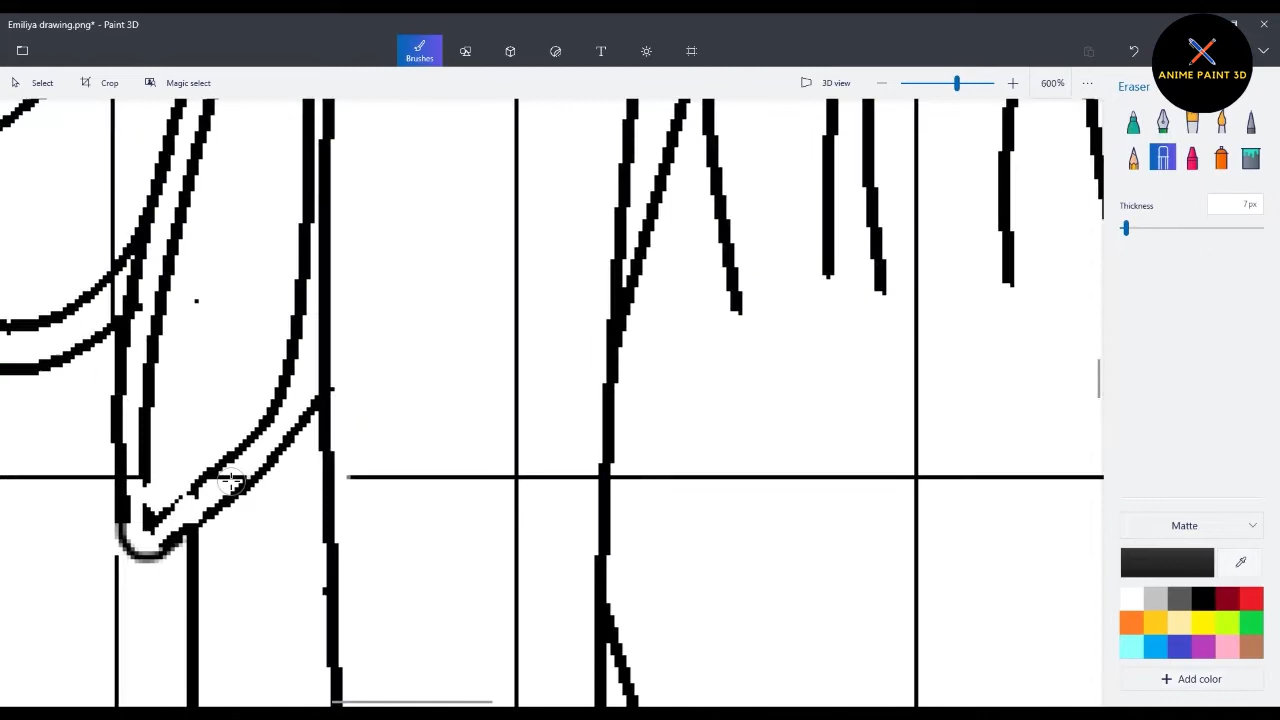 Emiliya drawing.png* - Paint 3D
Brushes
T
Select
Crop
Magic select
3D view
600%
ANIME PAINT 3D
Eraser
Thickness
7px
Matte
Add color